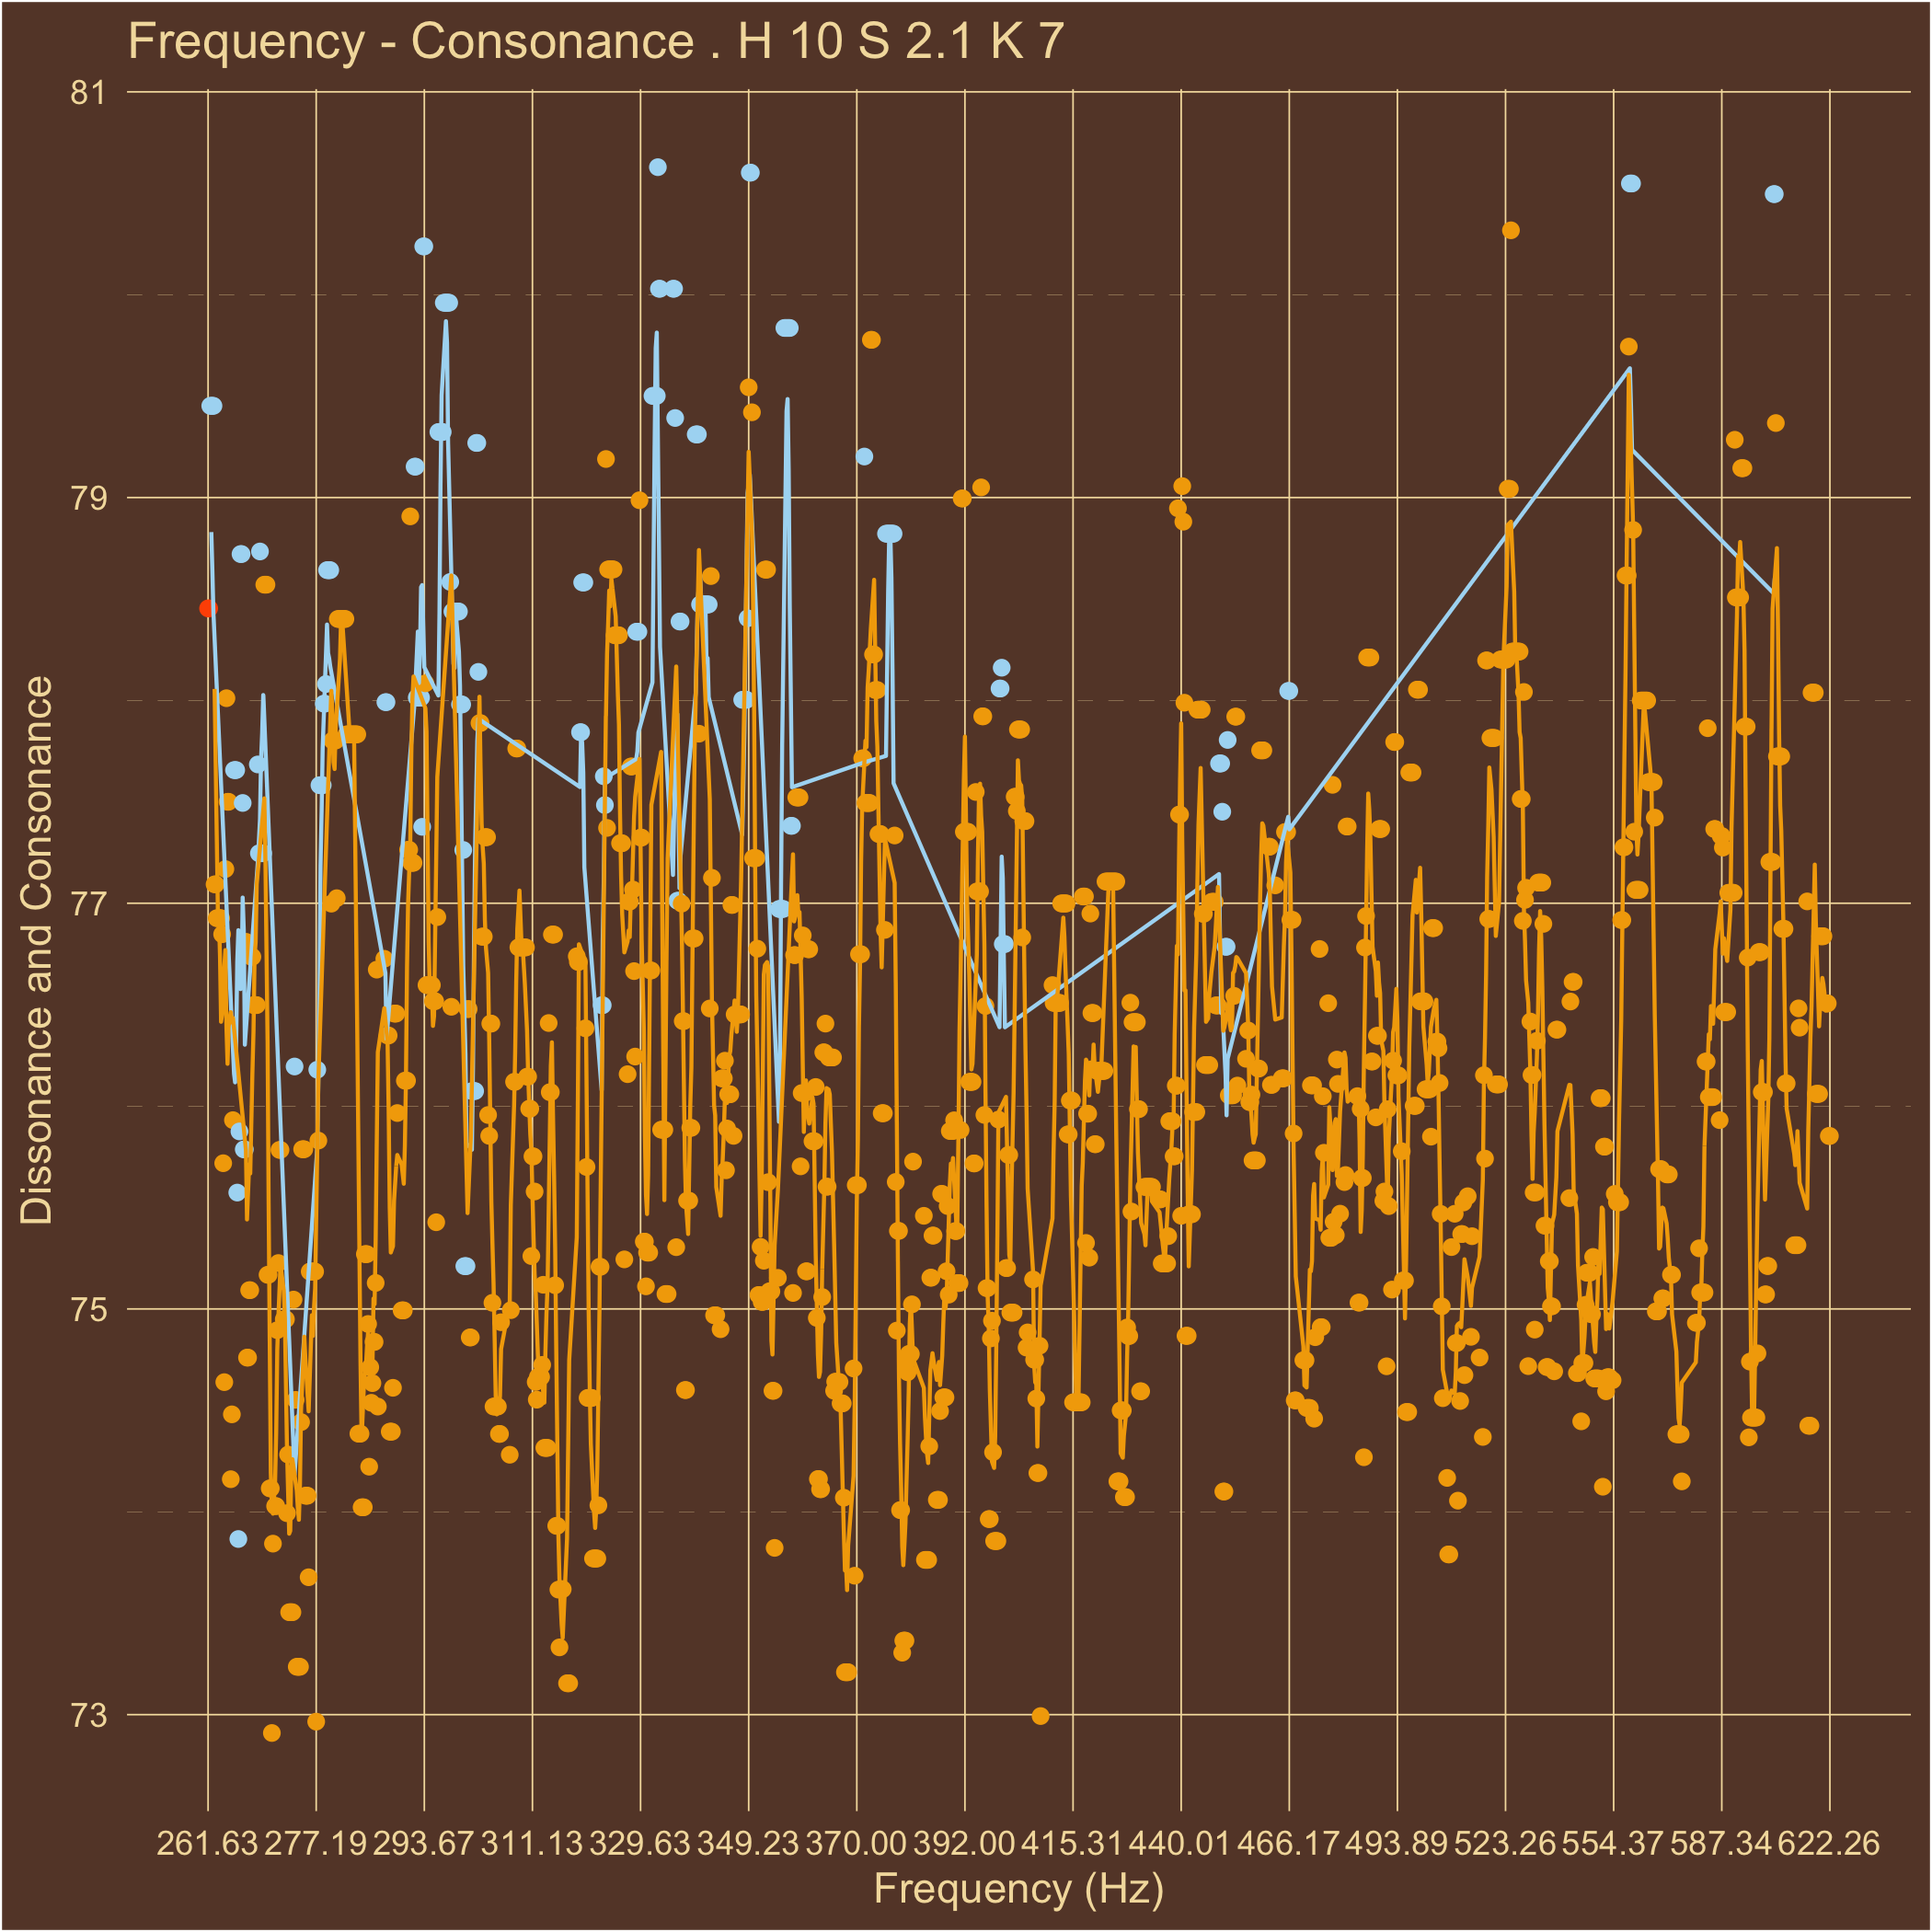 Frequency - Consonance . H 10 S 2.1 K 7
81
79
77
75
73
Dissonance and Consonance
261.63 277.19 293.67 311.13 329.63 349.23 370.00 392.00 415.31 440.01 466.17 493.89 523.26 554.37 587.34 622.26
Frequency (Hz)